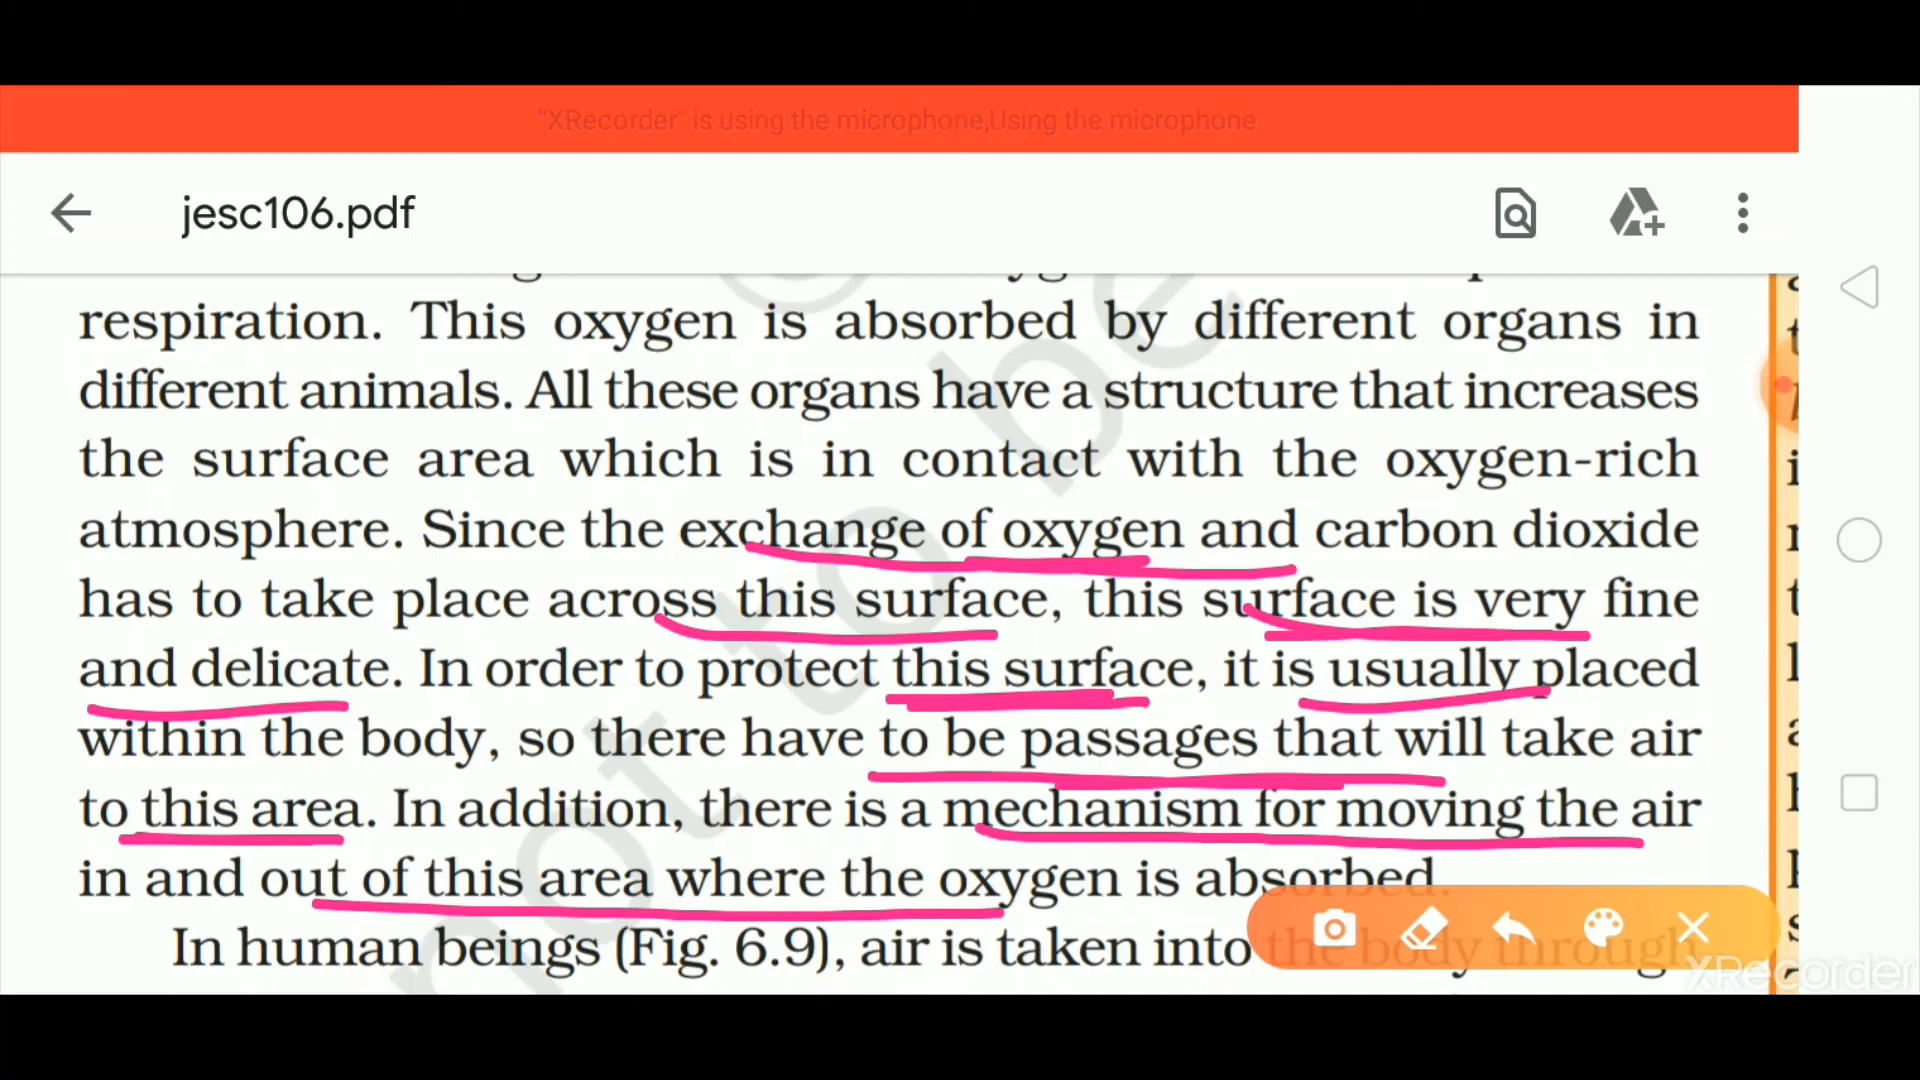 "XRecorder" is using the microphone,Using the microphone
jesc106.pdf
respiration. This oxygen is absorbed by different organs in
different animals. All these organs have a structure that increases
the surface area which is in contact with the oxygen-rich
atmosphere. Since the exchange of oxygen and carbon dioxide
has to take place across this surface, this surface is very fine
and delicate. In order to protect this surface, it is usually placed
within the body, so there have to be passages that will take air
to this area. In addition, there is a mechanism for moving the air
in and out of this area where the oxygen is absorbed.
In human beings (Fig. 6.9), air is taken into the body through
XRecorder
not to be